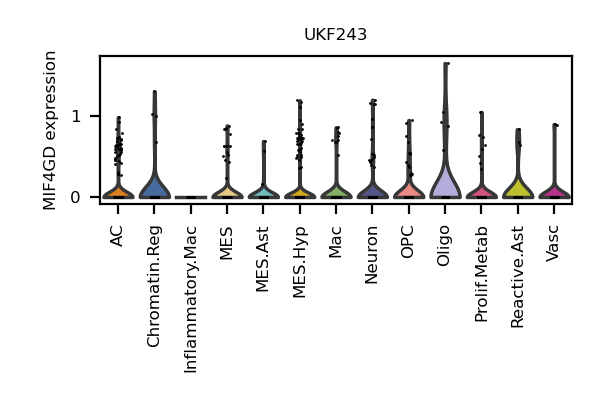 UKF243
MIF4GD expression
1
0
AC
Chromatin.Reg
Inflammatory.Mac
MES
MES.Ast
MES.Hyp
Mac
Neuron
OPC
Oligo
Prolif.Metab
Reactive.Ast
Vasc